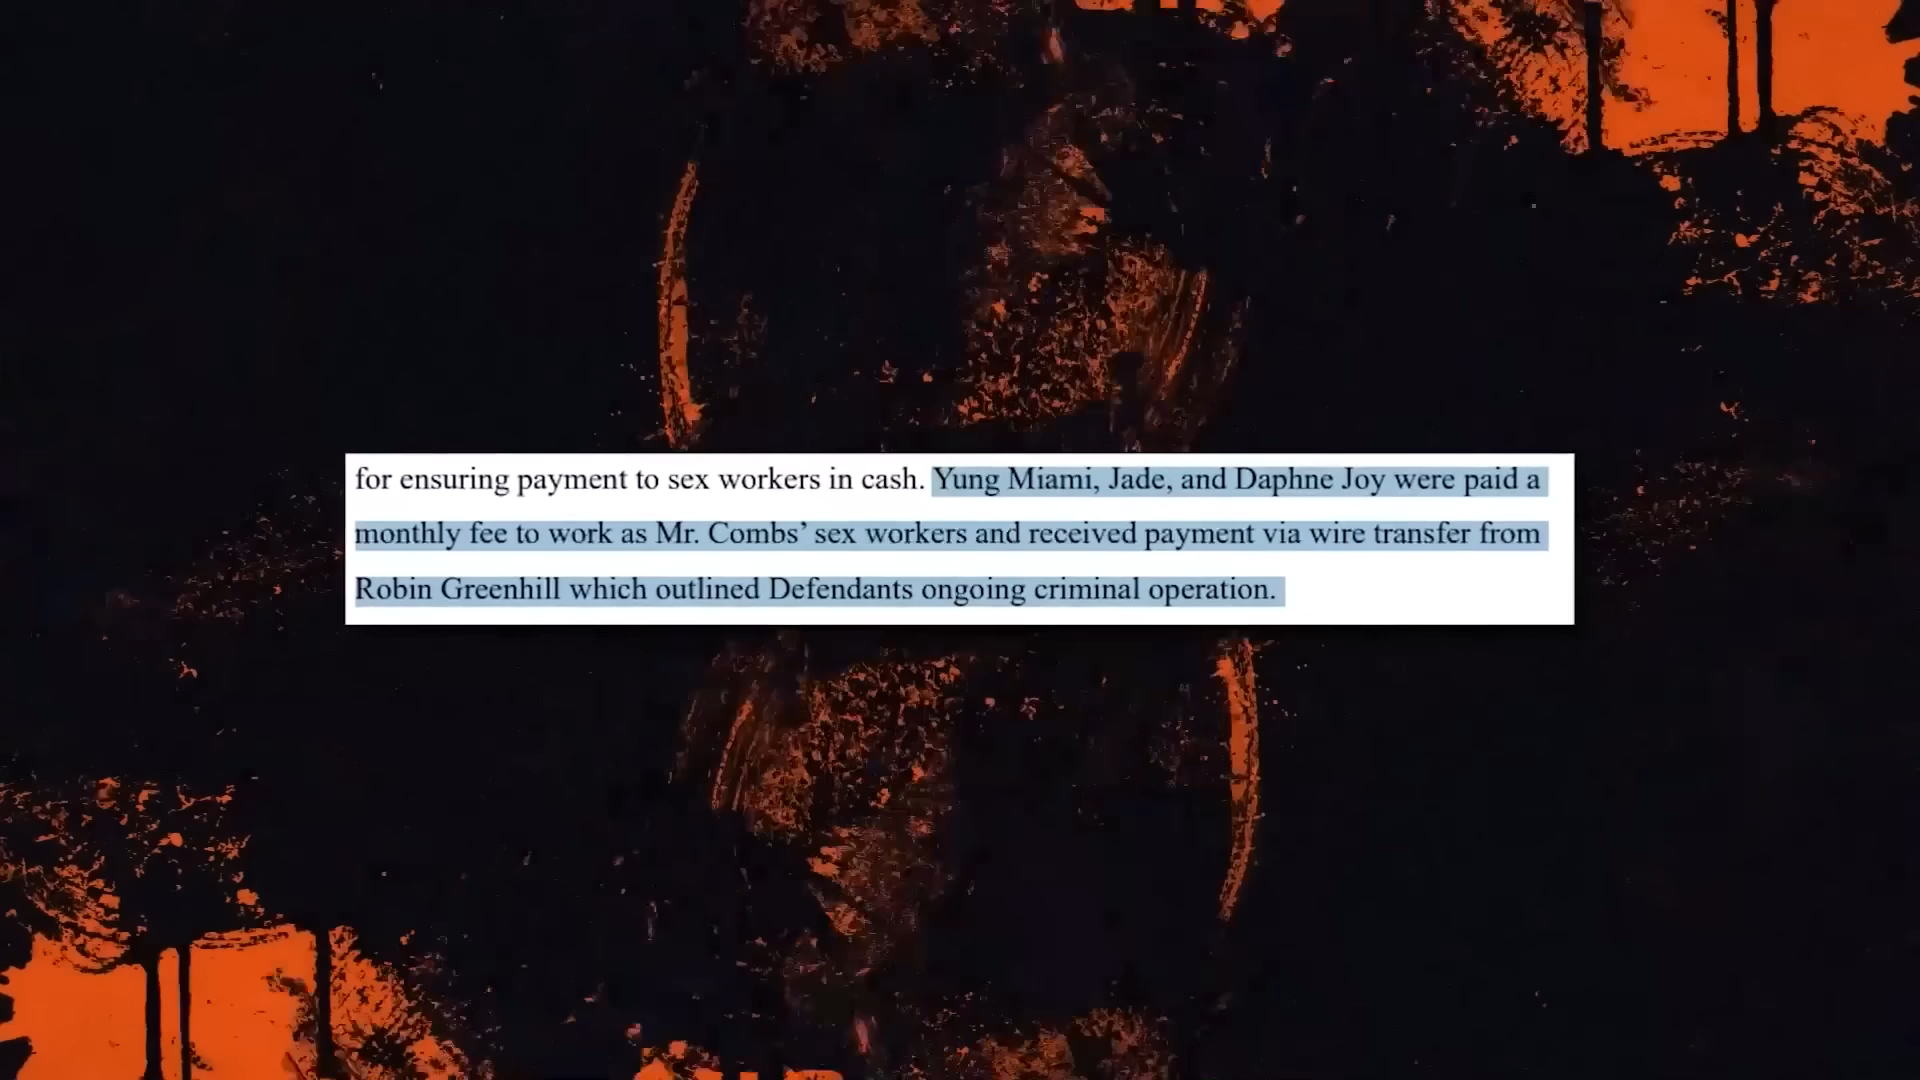 for ensuring payment to sex workers in cash. Yung Miami, Jade, and Daphne Joy were paid a
monthly fee to work as Mr. Combs’ sex workers and received payment via wire transfer from
Robin Greenhill which outlined Defendants ongoing criminal operation.